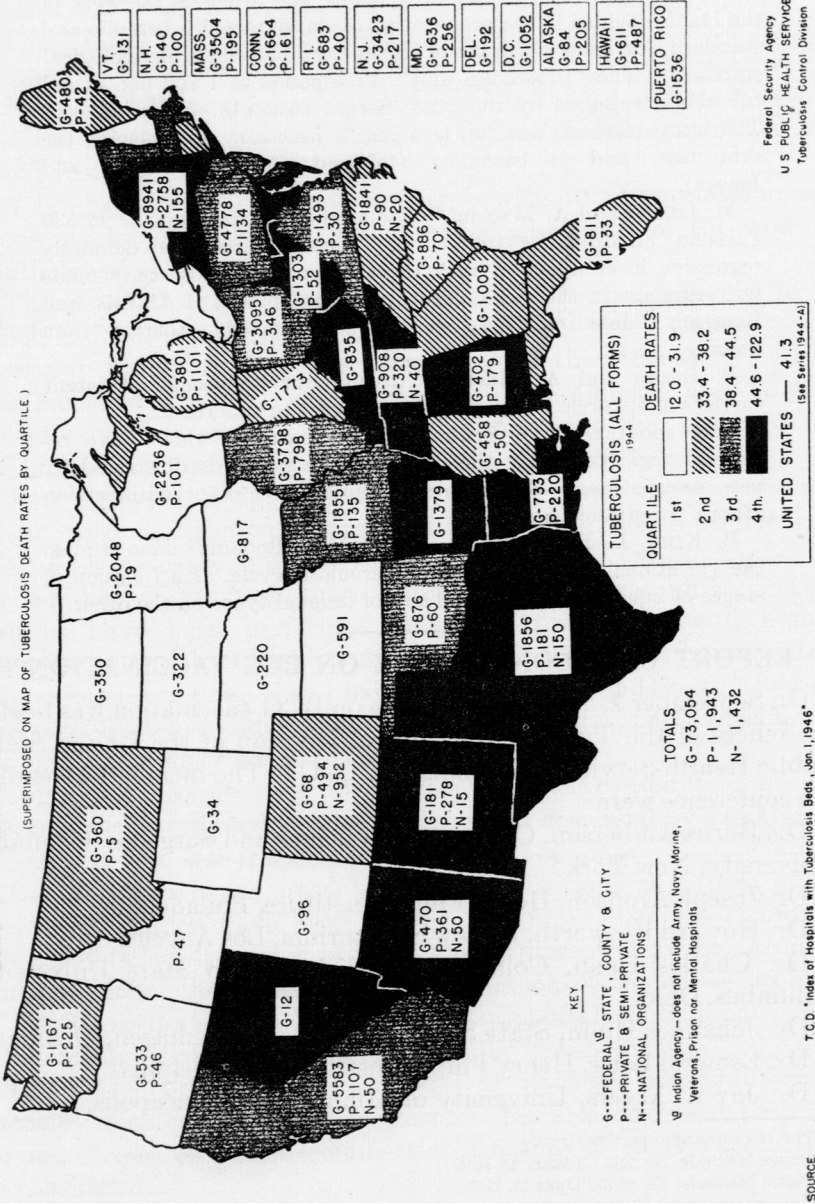 (SUPERIMPOSED ON MAP OF TUBERCULOSIS DEATH RATES BY QUARTILE)
G-1167
P-225
G-533
P-46
G-5583
P-1107
N-50
G-12
P-47
G-360
P-5
G-34
G-96
G-470
P-361
N-50
G-68
P-494
N-952
G-181
P-278
N-15
G-350
G-322
G-220
G-591
G-876
P-60
G-1856
P-181
N-150
G-2048
P-19
G-817
G-1855
P-135
G-1379
G-733
P-220
G-2236
P-101
G-3798
P-798
G-3801
P-1101
G-1773
G-3095
P-346
G-835
G-908
P-320
N-40
G-458
P-50
G-402
P-179
G-1,008
G-811
P-33
G-886
P-70
G-1841
P-90
N-20
G-1493
P-30
G-1303
P-52
G-4778
P-1134
G-8941
P-2758
N-155
G-480
P-42
VT.
G-131
N.H.
G-140
P-100
MASS.
G-3504
P-195
CONN.
G-1664
P-161
R.I.
G-683
P-40
N.J.
G-3423
P-217
MD.
G-1636
P-256
DEL.
G-192
D.C.
G-1052
ALASKA
G-84
P-205
HAWAII
G-611
P-487
PUERTO RICO
G-1536
KEY
G---FEDERAL, STATE, COUNTY & CITY
P---PRIVATE & SEMI-PRIVATE
N---NATIONAL ORGANIZATIONS
Indian Agency—does not include Army, Navy, Marine,
Veterans, Prison nor Mental Hospitals.
TOTALS
G-73,054
P-11,943
N-1,432
TUBERCULOSIS (ALL FORMS)
1944
QUARTILE DEATH RATES
1st 12.0 - 31.9
2nd 33.4 - 38.2
3rd. 38.4 - 44.5
4th. 44.6 - 122.9
UNITED STATES — 41.3
(See Series 1944-A)
SOURCE T.C.D. "Index of Hospitals with Tuberculosis Beds, Jan 1, 1946"
Federal Security Agency
U S PUBLIC HEALTH SERVICE
Tuberculosis Control Division